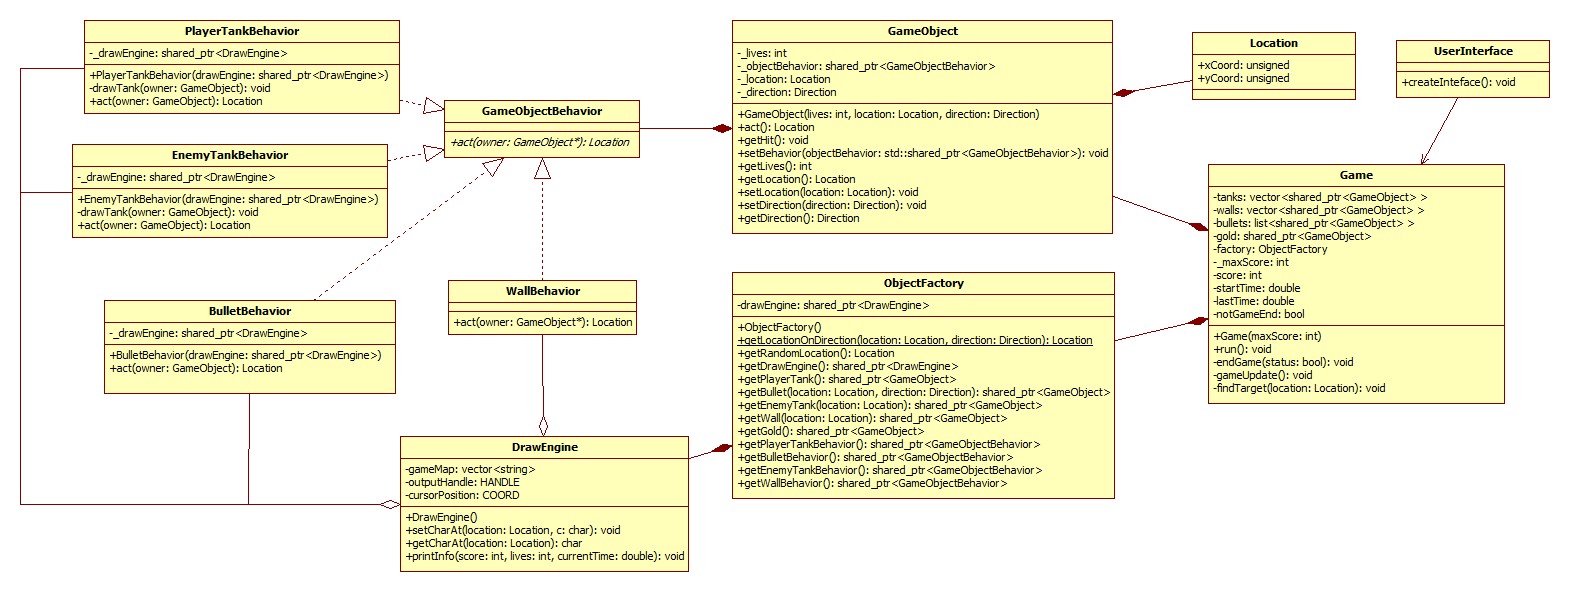 PlayerTankBehavior
-_drawEngine: shared_ptr<DrawEngine>
+PlayerTankBehavior(drawEngine: shared_ptr<DrawEngine>)
-drawTank(owner: GameObject): void
+act(owner: GameObject): Location
EnemyTankBehavior
-_drawEngine: shared_ptr<DrawEngine>
+EnemyTankBehavior(drawEngine: shared_ptr<DrawEngine>)
-drawTank(owner: GameObject): void
+act(owner: GameObject): Location
BulletBehavior
-_drawEngine: shared_ptr<DrawEngine>
+BulletBehavior(drawEngine: shared_ptr<DrawEngine>)
+act(owner: GameObject): Location
GameObjectBehavior
+act(owner: GameObject*): Location
WallBehavior
+act(owner: GameObject*): Location
DrawEngine
-gameMap: vector<string>
-outputHandle: HANDLE
-cursorPosition: COORD
+DrawEngine()
+setCharAt(location: Location, c: char): void
+getCharAt(location: Location): char
+printInfo(score: int, lives: int, currentTime: double): void
GameObject
-_lives: int
-_objectBehavior: shared_ptr<GameObjectBehavior>
-_location: Location
-_direction: Direction
+GameObject(lives: int, location: Location, direction: Direction)
+act(): Location
+getHit(): void
+setBehavior(objectBehavior: std::shared_ptr<GameObjectBehavior>): void
+getLives(): int
+getLocation(): Location
+setLocation(location: Location): void
+setDirection(direction: Direction): void
+getDirection(): Direction
ObjectFactory
-drawEngine: shared_ptr<DrawEngine>
+ObjectFactory()
+getLocationOnDirection(location: Location, direction: Direction): Location
+getRandomLocation(): Location
+getDrawEngine(): shared_ptr<DrawEngine>
+getPlayerTank(): shared_ptr<GameObject>
+getBullet(location: Location, direction: Direction): shared_ptr<GameObject>
+getEnemyTank(location: Location): shared_ptr<GameObject>
+getWall(location: Location): shared_ptr<GameObject>
+getGold(): shared_ptr<GameObject>
+getPlayerTankBehavior(): shared_ptr<GameObjectBehavior>
+getBulletBehavior(): shared_ptr<GameObjectBehavior>
+getEnemyTankBehavior(): shared_ptr<GameObjectBehavior>
+getWallBehavior(): shared_ptr<GameObjectBehavior>
Location
+xCoord: unsigned
+yCoord: unsigned
UserInterface
+createInteface(): void
Game
-tanks: vector<shared_ptr<GameObject> >
-walls: vector<shared_ptr<GameObject> >
-bullets: list<shared_ptr<GameObject> >
-gold: shared_ptr<GameObject>
-factory: ObjectFactory
-_maxScore: int
-score: int
-startTime: double
-lastTime: double
-notGameEnd: bool
+Game(maxScore: int)
+run(): void
-endGame(status: bool): void
-gameUpdate(): void
-findTarget(location: Location): void